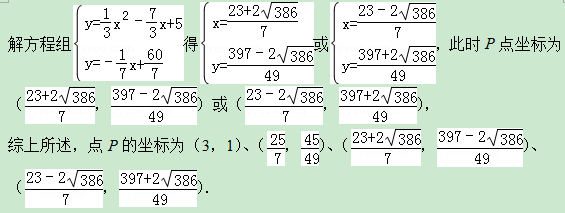 解方程组{y=1/3x²－7/3x+5, y=－1/7x+60/7 得{x=(23+2√386)/7, y=(397－2√386)/49 或{x=(23－2√386)/7, y=(397+2√386)/49, 此时P点坐标为
((23+2√386)/7, (397－2√386)/49) 或 ((23－2√386)/7, (397+2√386)/49),
综上所述，点P的坐标为（3，1）、(25/7, 45/49)、((23+2√386)/7, (397－2√386)/49)、
((23－2√386)/7, (397+2√386)/49).